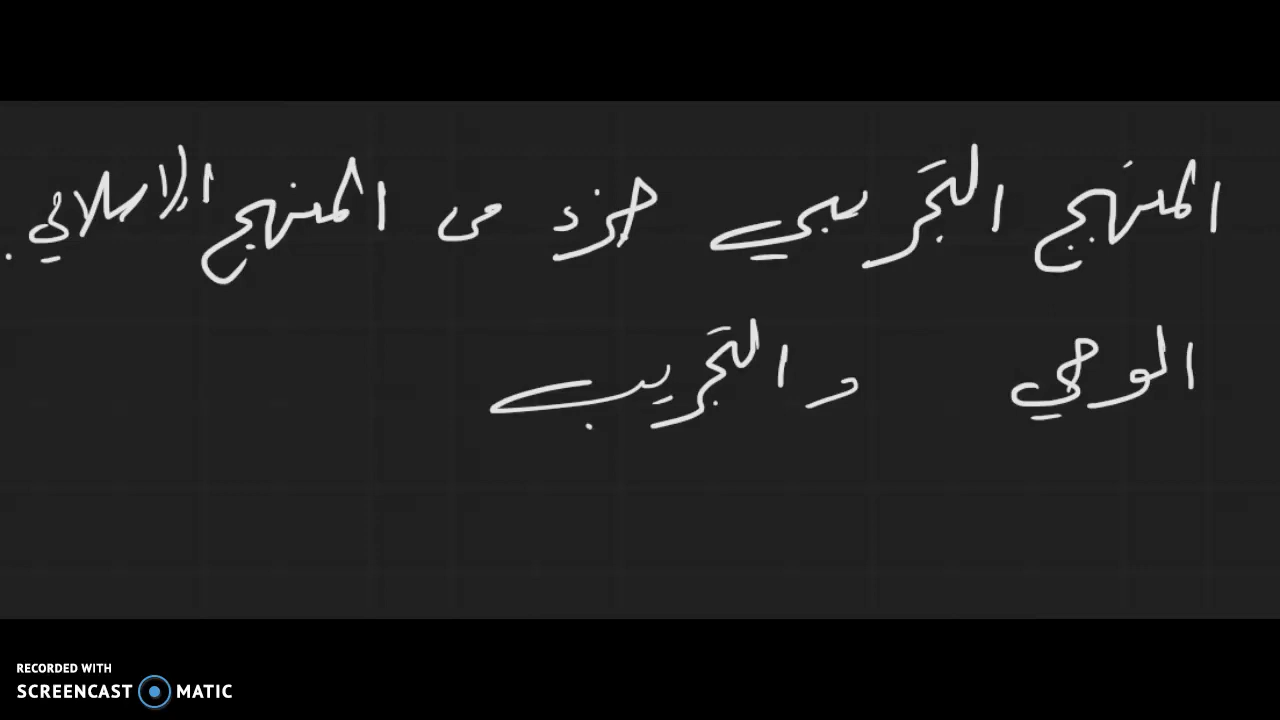 المنهج التجريبي جزء من المنهج الإسلامي.
الوحي و التجريب
RECORDED WITH
SCREENCAST MATIC